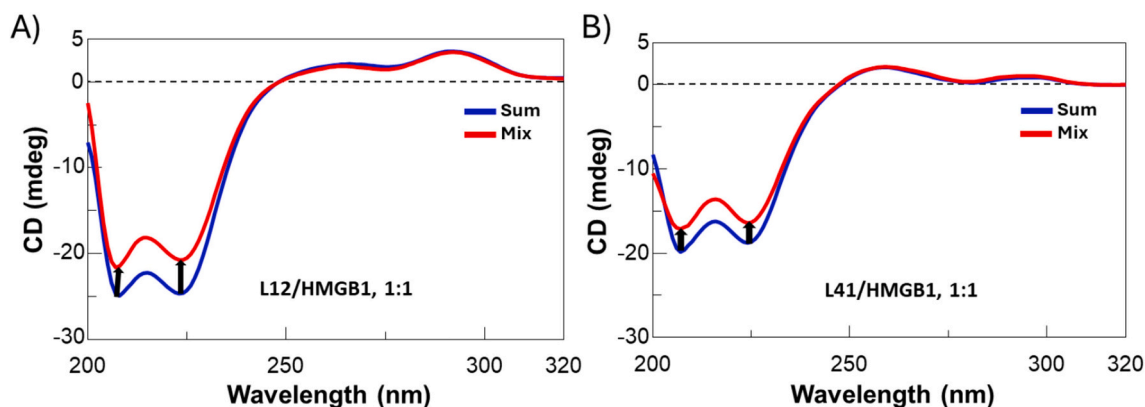 A)
5
0
-10
-20
-30
CD (mdeg)
Sum
Mix
L12/HMGB1, 1:1
200
250
300
320
Wavelength (nm)
B)
5
0
-10
-20
-30
CD (mdeg)
Sum
Mix
L41/HMGB1, 1:1
200
250
300
320
Wavelength (nm)